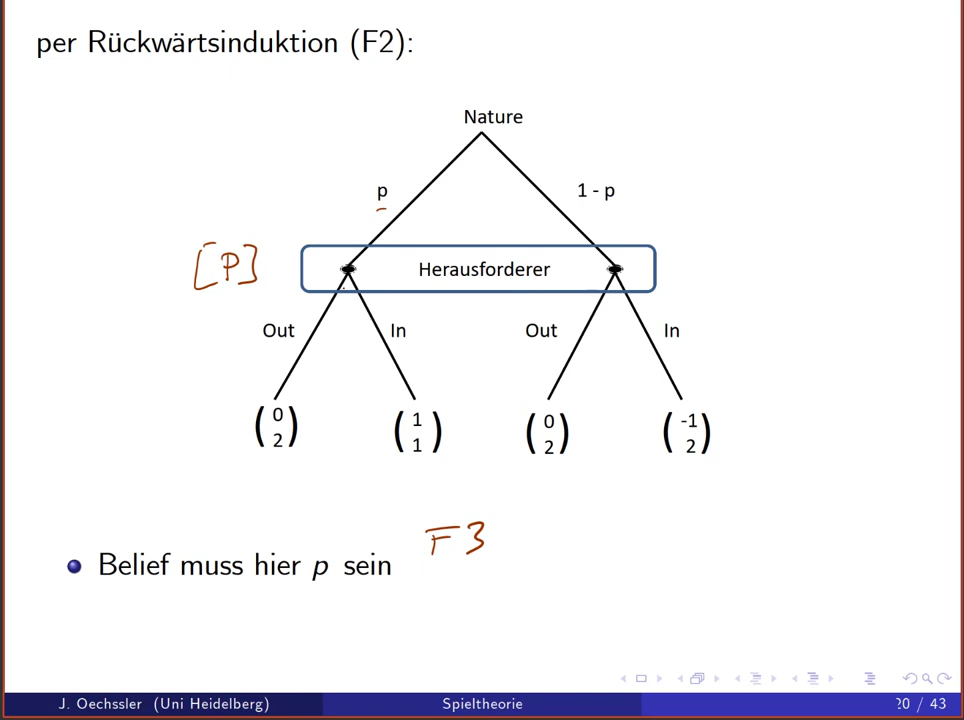 per Rückwärtsinduktion (F2):
Nature
p
1 - p
[P]
Herausforderer
Out
In
Out
In
0
2
1
1
0
2
-1
2
F3
Belief muss hier p sein
J. Oechssler (Uni Heidelberg)
Spieltheorie
20 / 43